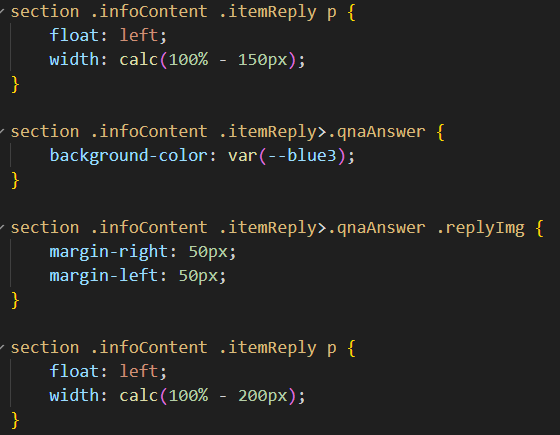 section .infoContent .itemReply p {
float: left;
width: calc(100% - 150px);
}
section .infoContent .itemReply>.qnaAnswer {
background-color: var(--blue3);
}
section .infoContent .itemReply>.qnaAnswer .replyImg {
margin-right: 50px;
margin-left: 50px;
}
section .infoContent .itemReply p {
float: left;
width: calc(100% - 200px);
}